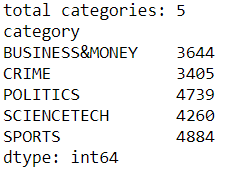 total categories: 5
category
BUSINESS&MONEY    3644
CRIME             3405
POLITICS          4739
SCIENCETECH       4260
SPORTS            4884
dtype: int64